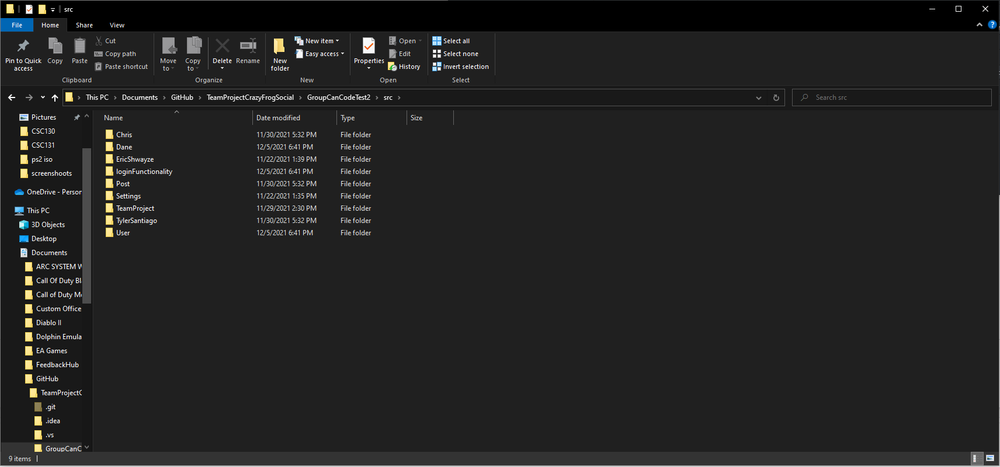 src
File Home Share View
Pin to Quick access
Copy
Paste
Cut
Copy path
Paste shortcut
Clipboard
Move to
Copy to
Delete
Rename
Organize
New folder
New item
Easy access
New
Properties
Open
Edit
History
Open
Select all
Select none
Invert selection
Select
This PC > Documents > GitHub > TeamProjectCrazyFrogSocial > GroupCanCodeTest2 > src >
Search src
Pictures
CSC130
CSC131
ps2 iso
screenshoots
OneDrive - Person
This PC
3D Objects
Desktop
Documents
ARC SYSTEM W
Call Of Duty Bl
Call of Duty Mo
Custom Office
Diablo II
Dolphin Emula
EA Games
FeedbackHub
GitHub
TeamProjectC
.git
.idea
.vs
GroupCanC
Name Date modified Type Size
Chris 11/30/2021 5:32 PM File folder
Dane 12/5/2021 6:41 PM File folder
EricShwayze 11/22/2021 1:39 PM File folder
loginFunctionality 12/5/2021 6:41 PM File folder
Post 11/30/2021 5:32 PM File folder
Settings 11/22/2021 1:35 PM File folder
TeamProject 11/29/2021 2:30 PM File folder
TylerSantiago 11/30/2021 5:32 PM File folder
User 12/5/2021 6:41 PM File folder
9 items